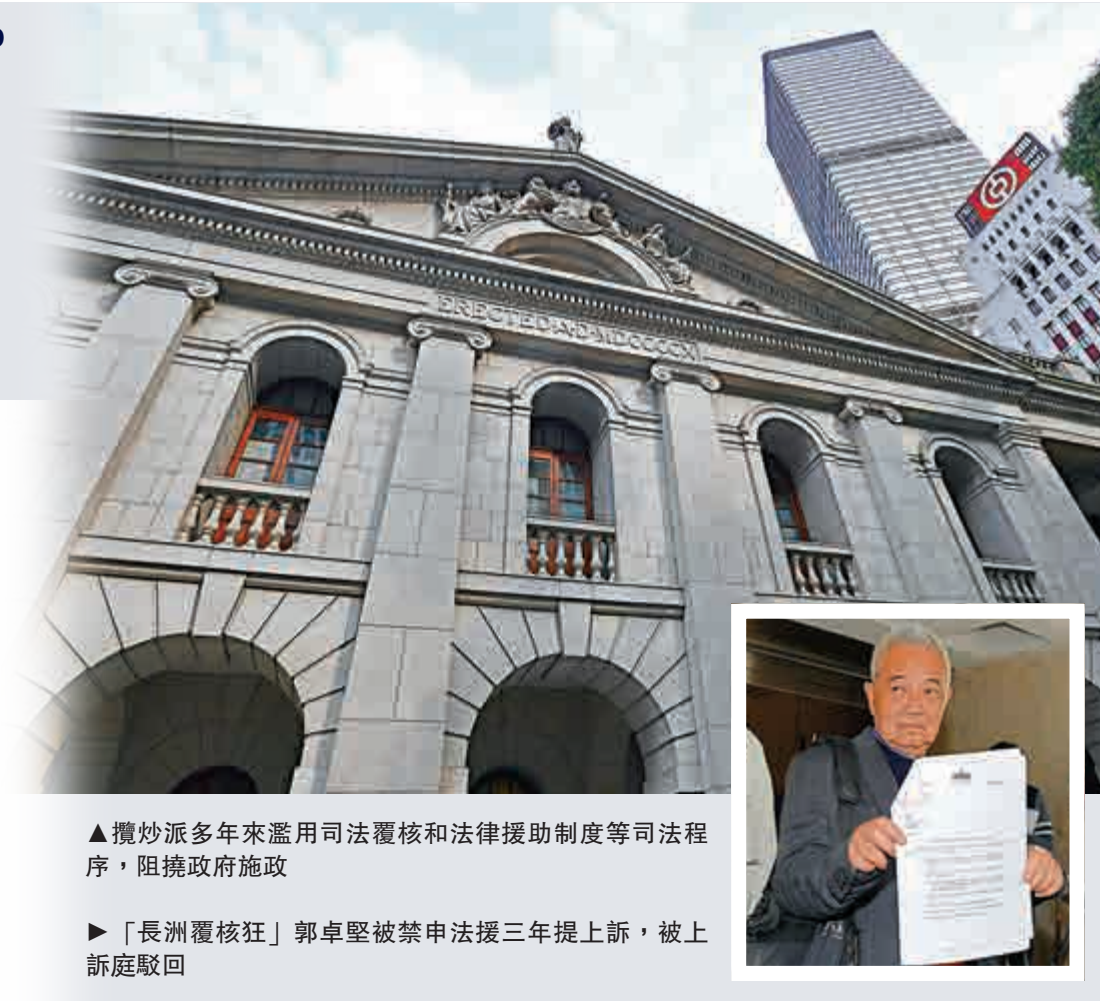 ERECTED AD MDCCCCX
▲攬炒派多年來濫用司法覆核和法律援助制度等司法程
序，阻撓政府施政
▶「長洲覆核狂」郭卓堅被禁申法援三年提上訴，被上
訴庭駁回